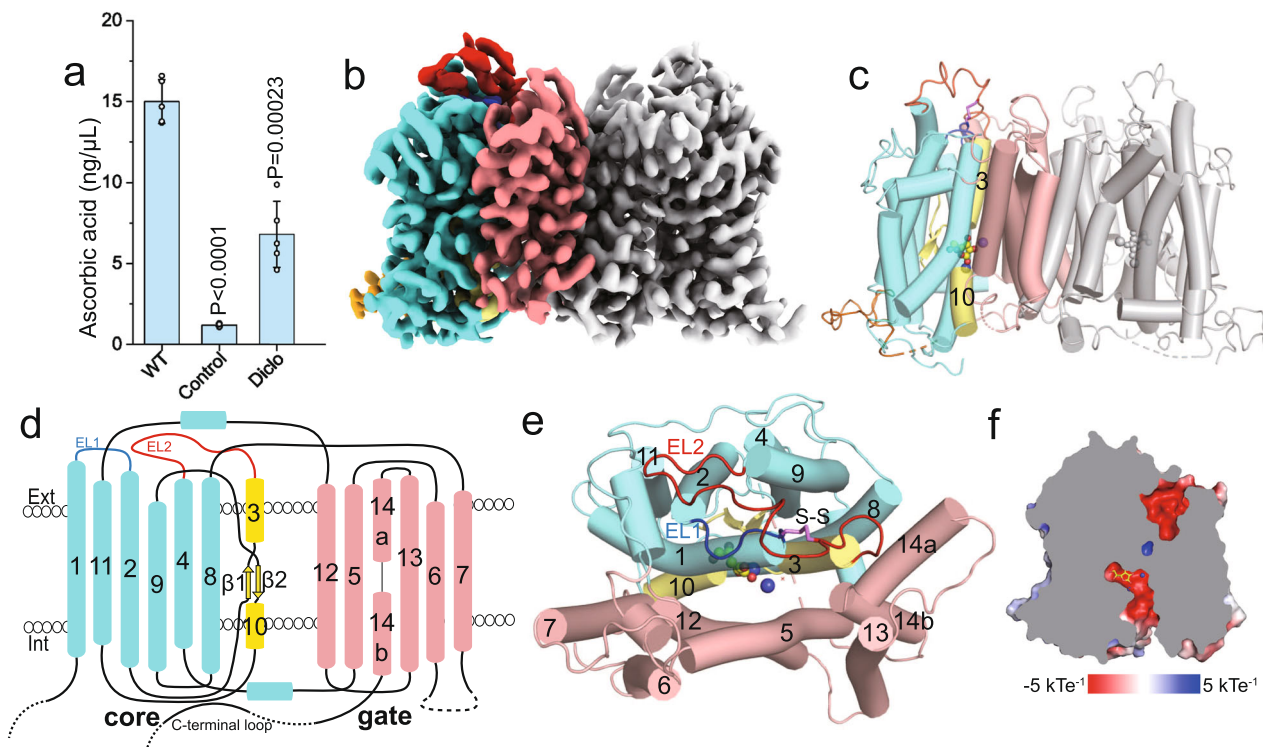 a
Ascorbic acid (ng/µL)
20
15
10
5
0
P<0.0001
P=0.00023
WT
Control
Diclo
b
c
3
10
d
EL1
EL2
Ext
Int
1
11
2
9
4
8
3
β1
β2
10
12
5
14
a
14
b
13
6
7
core
gate
C-terminal loop
e
EL2
11
2
4
9
8
EL1
S-S
1
3
10
14a
7
12
5
13
14b
6
f
-5 kTe⁻¹
5 kTe⁻¹